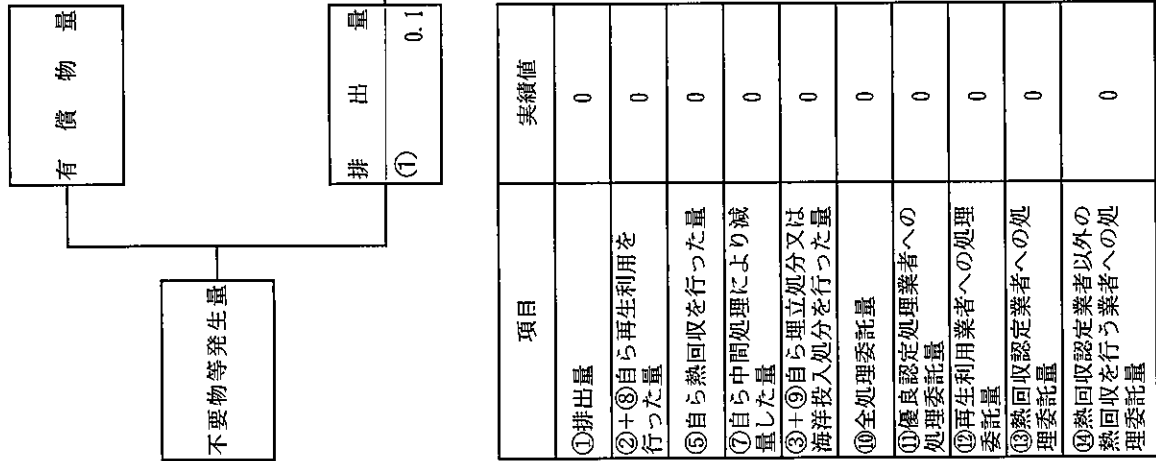 有償物量
不要物等発生量
排出量
① 0.1
項目 実績値
①排出量 0
②+⑧自ら再生利用を
行った量 0
⑤自ら熱回収を行った量 0
⑦自ら中間処理により減
量した量 0
③+⑨自ら埋立処分又は
海洋投入処分を行った量 0
⑩全処理委託量 0
⑪優良認定処理業者への
処理委託量 0
⑫再生利用業者への処理
委託量 0
⑬熱回収認定業者への処
理委託量 0
⑭熱回収認定業者以外の
熱回収を行う業者への処
理委託量 0